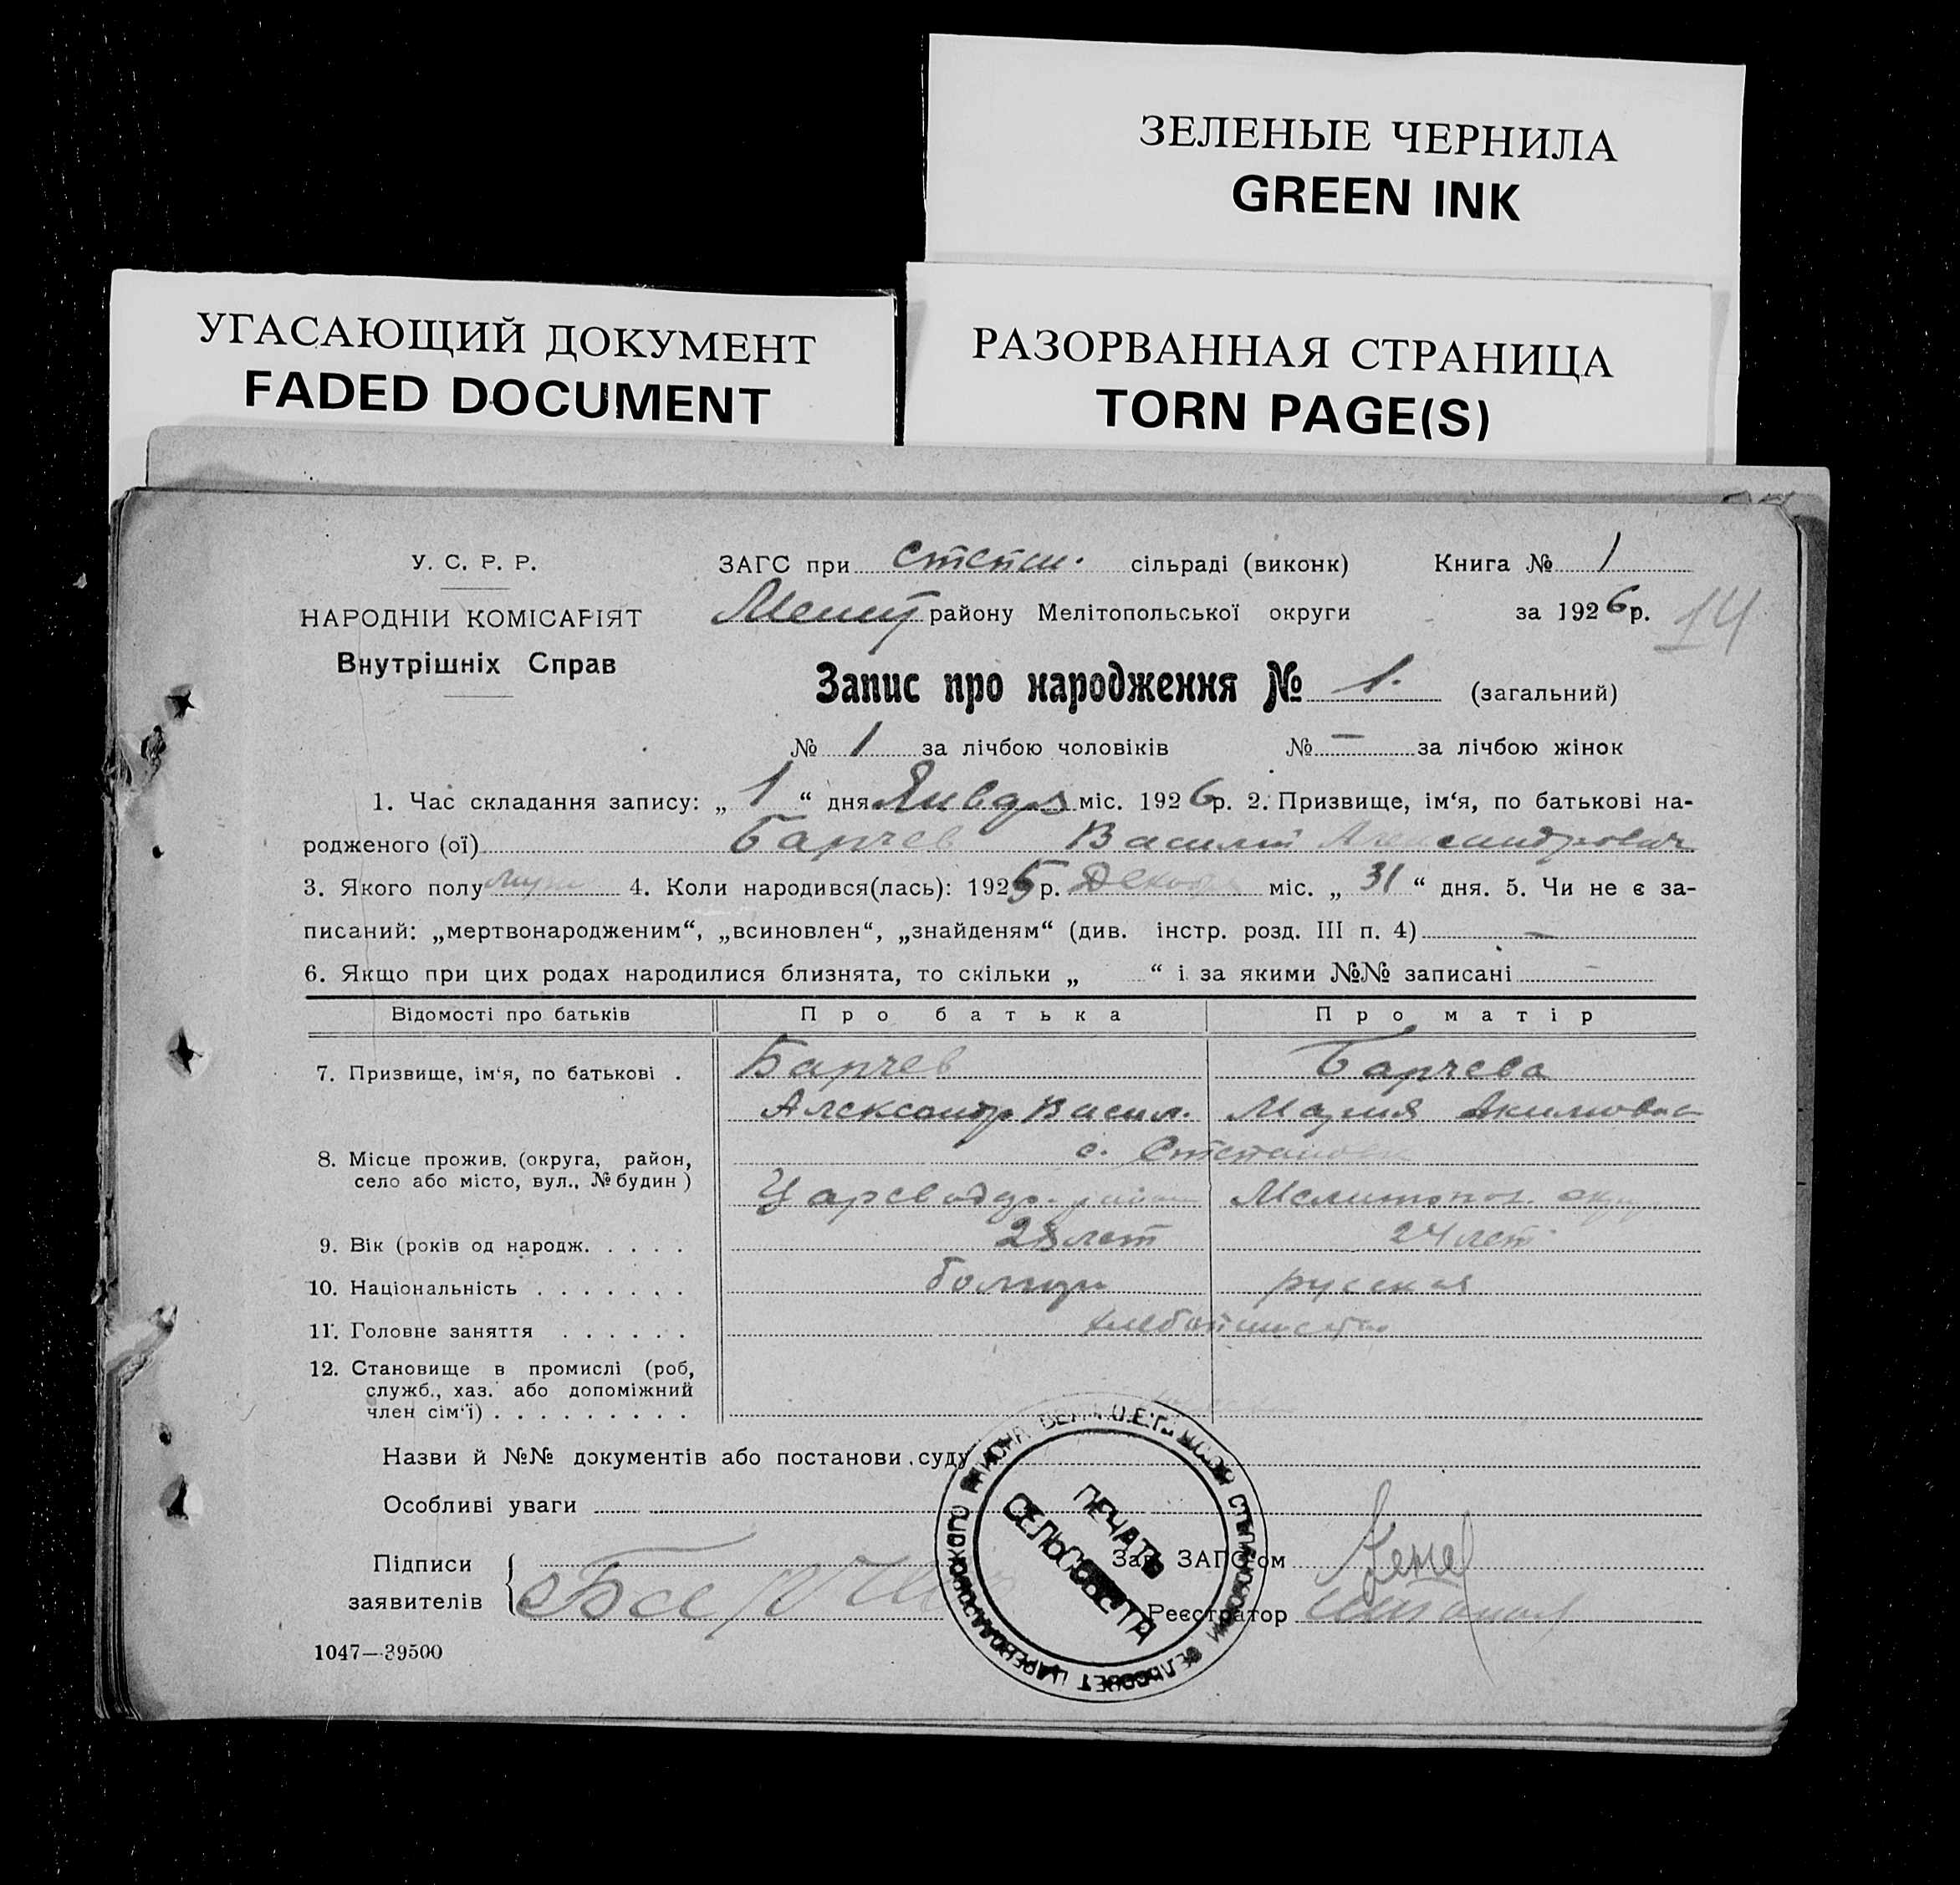 ЗЕЛЕНЫЕ ЧЕРНИЛА
GREEN INK
УГАСАЮЩИЙ ДОКУМЕНТ
FADED DOCUMENT
РАЗОРВАННАЯ СТРАНИЦА
TORN PAGE(S)
У. С. Р. Р.
НАРОДНІЙ КОМІСАРІЯТ
Внутрішніх Справ
ЗАГС при Степан. сільраді (виконк) Книга № 1
району Мелітопольської округи за 1926 р. 14
Запис про народження № 1. (загальний)
№ 1 за лічбою чоловіків № — за лічбою жінок
1. Час складання запису: „ 1 “ дня Января міс. 1926 р. 2. Призвище, ім‘я, по батькові на-
родженого (ої) Барчев Василий Александрович
3. Якого полу муж 4. Коли народився(лась): 1925 р. Декабр міс. „ 31 “ дня. 5. Чи не є за-
писаний: „мертвонародженим“, „всиновлен“, „знайденям“ (див. інстр. розд. III п. 4) —
6. Якщо при цих родах народилися близнята, то скільки „ “ і за якими №№ записані —
Відомості про батьків Про батька Про матір
7. Призвище, ім‘я, по батькові . Барчев Барчева
Александр Васил. Мария Акимовна
8. Місце прожив. (округа, район, село або місто, вул., № будин) с. Степановка
Цареводар. район Мелитопол. окр
9. Вік (років од народж. . . . . 28 лет 24 лет
10. Національність . . . . . . . болгар русская
11. Головне заняття . . . . . . хлебопашество
12. Становище в промислі (роб,
служб., хаз. або допоміжний
член сім‘ї) . . . . . . . . .
Назви й №№ документів або постанови суду
Особливі уваги
Підписи
заявителів
Зав. ЗАГС‘ом
Реєстратор
ПЕЧАТЬ
СЕЛЬСОВЕТА
1047—39500